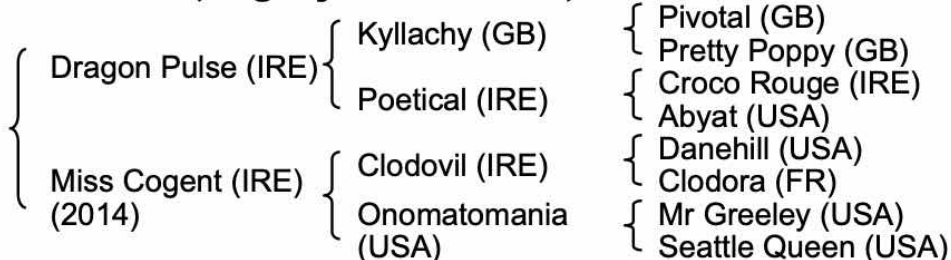 Dragon Pulse (IRE)
Miss Cogent (IRE)
(2014)
Kyllachy (GB)
Poetical (IRE)
Clodovil (IRE)
Onomatomania
(USA)
Pivotal (GB)
Pretty Poppy (GB)
Croco Rouge (IRE)
Abyat (USA)
Danehill (USA)
Clodora (FR)
Mr Greeley (USA)
Seattle Queen (USA)